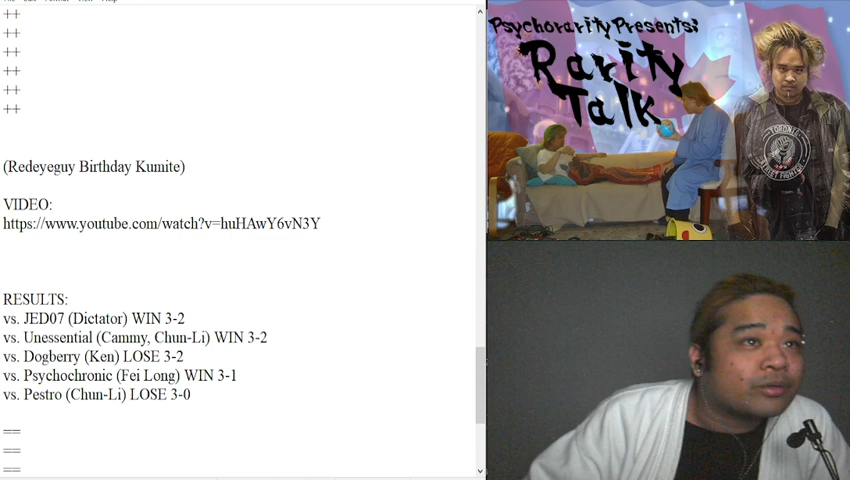 ++
++
++
++
++
++
(Redeyeguy Birthday Kumite)
VIDEO:
https://www.youtube.com/watch?v=huHAwY6vN3Y
RESULTS:
vs. JED07 (Dictator) WIN 3-2
vs. Unessential (Cammy, Chun-Li) WIN 3-2
vs. Dogberry (Ken) LOSE 3-2
vs. Psychochronic (Fei Long) WIN 3-1
vs. Pestro (Chun-Li) LOSE 3-0
==
==
==
Psychorarity Presents:
Rarity
Talk
TORONTO
STREET FIGHTER